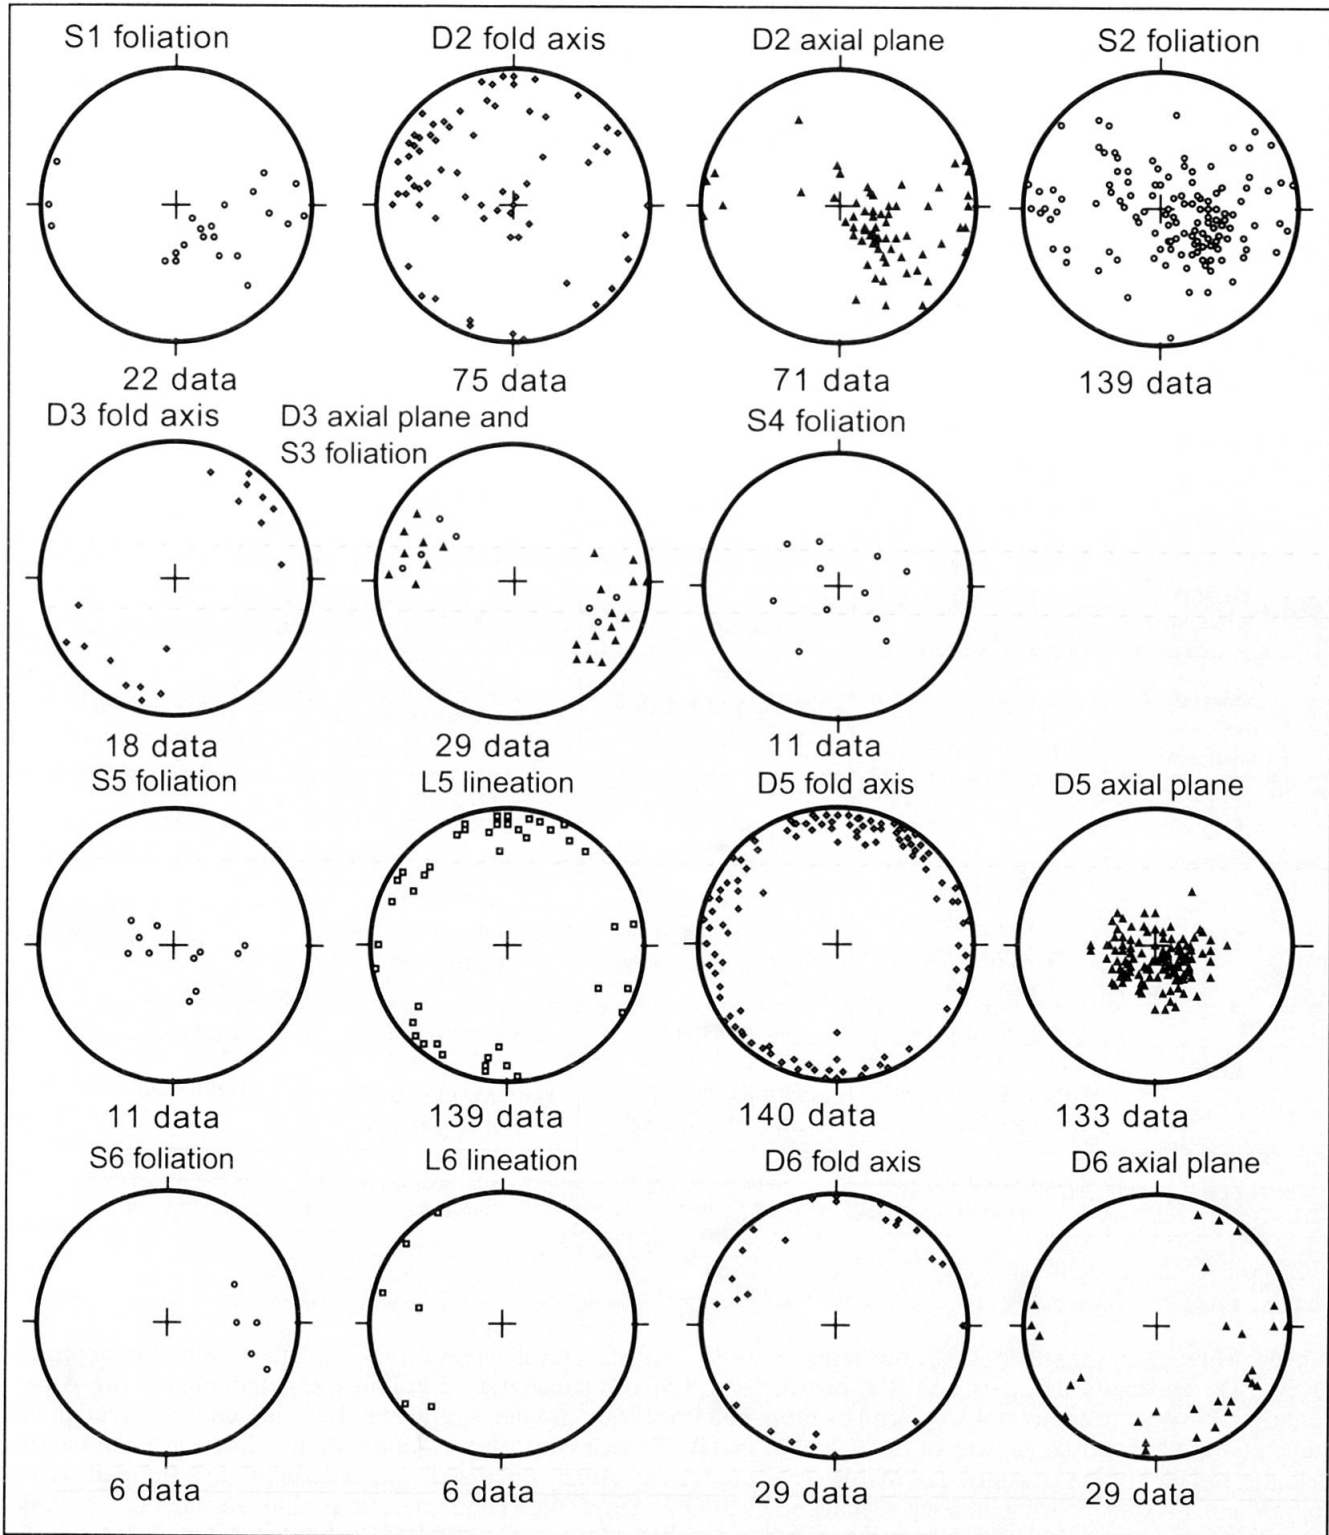 S1 foliation
D2 fold axis
D2 axial plane
S2 foliation
22 data
75 data
71 data
139 data
D3 fold axis
D3 axial plane and
S3 foliation
S4 foliation
18 data
29 data
11 data
S5 foliation
L5 lineation
D5 fold axis
D5 axial plane
11 data
139 data
140 data
133 data
S6 foliation
L6 lineation
D6 fold axis
D6 axial plane
6 data
6 data
29 data
29 data